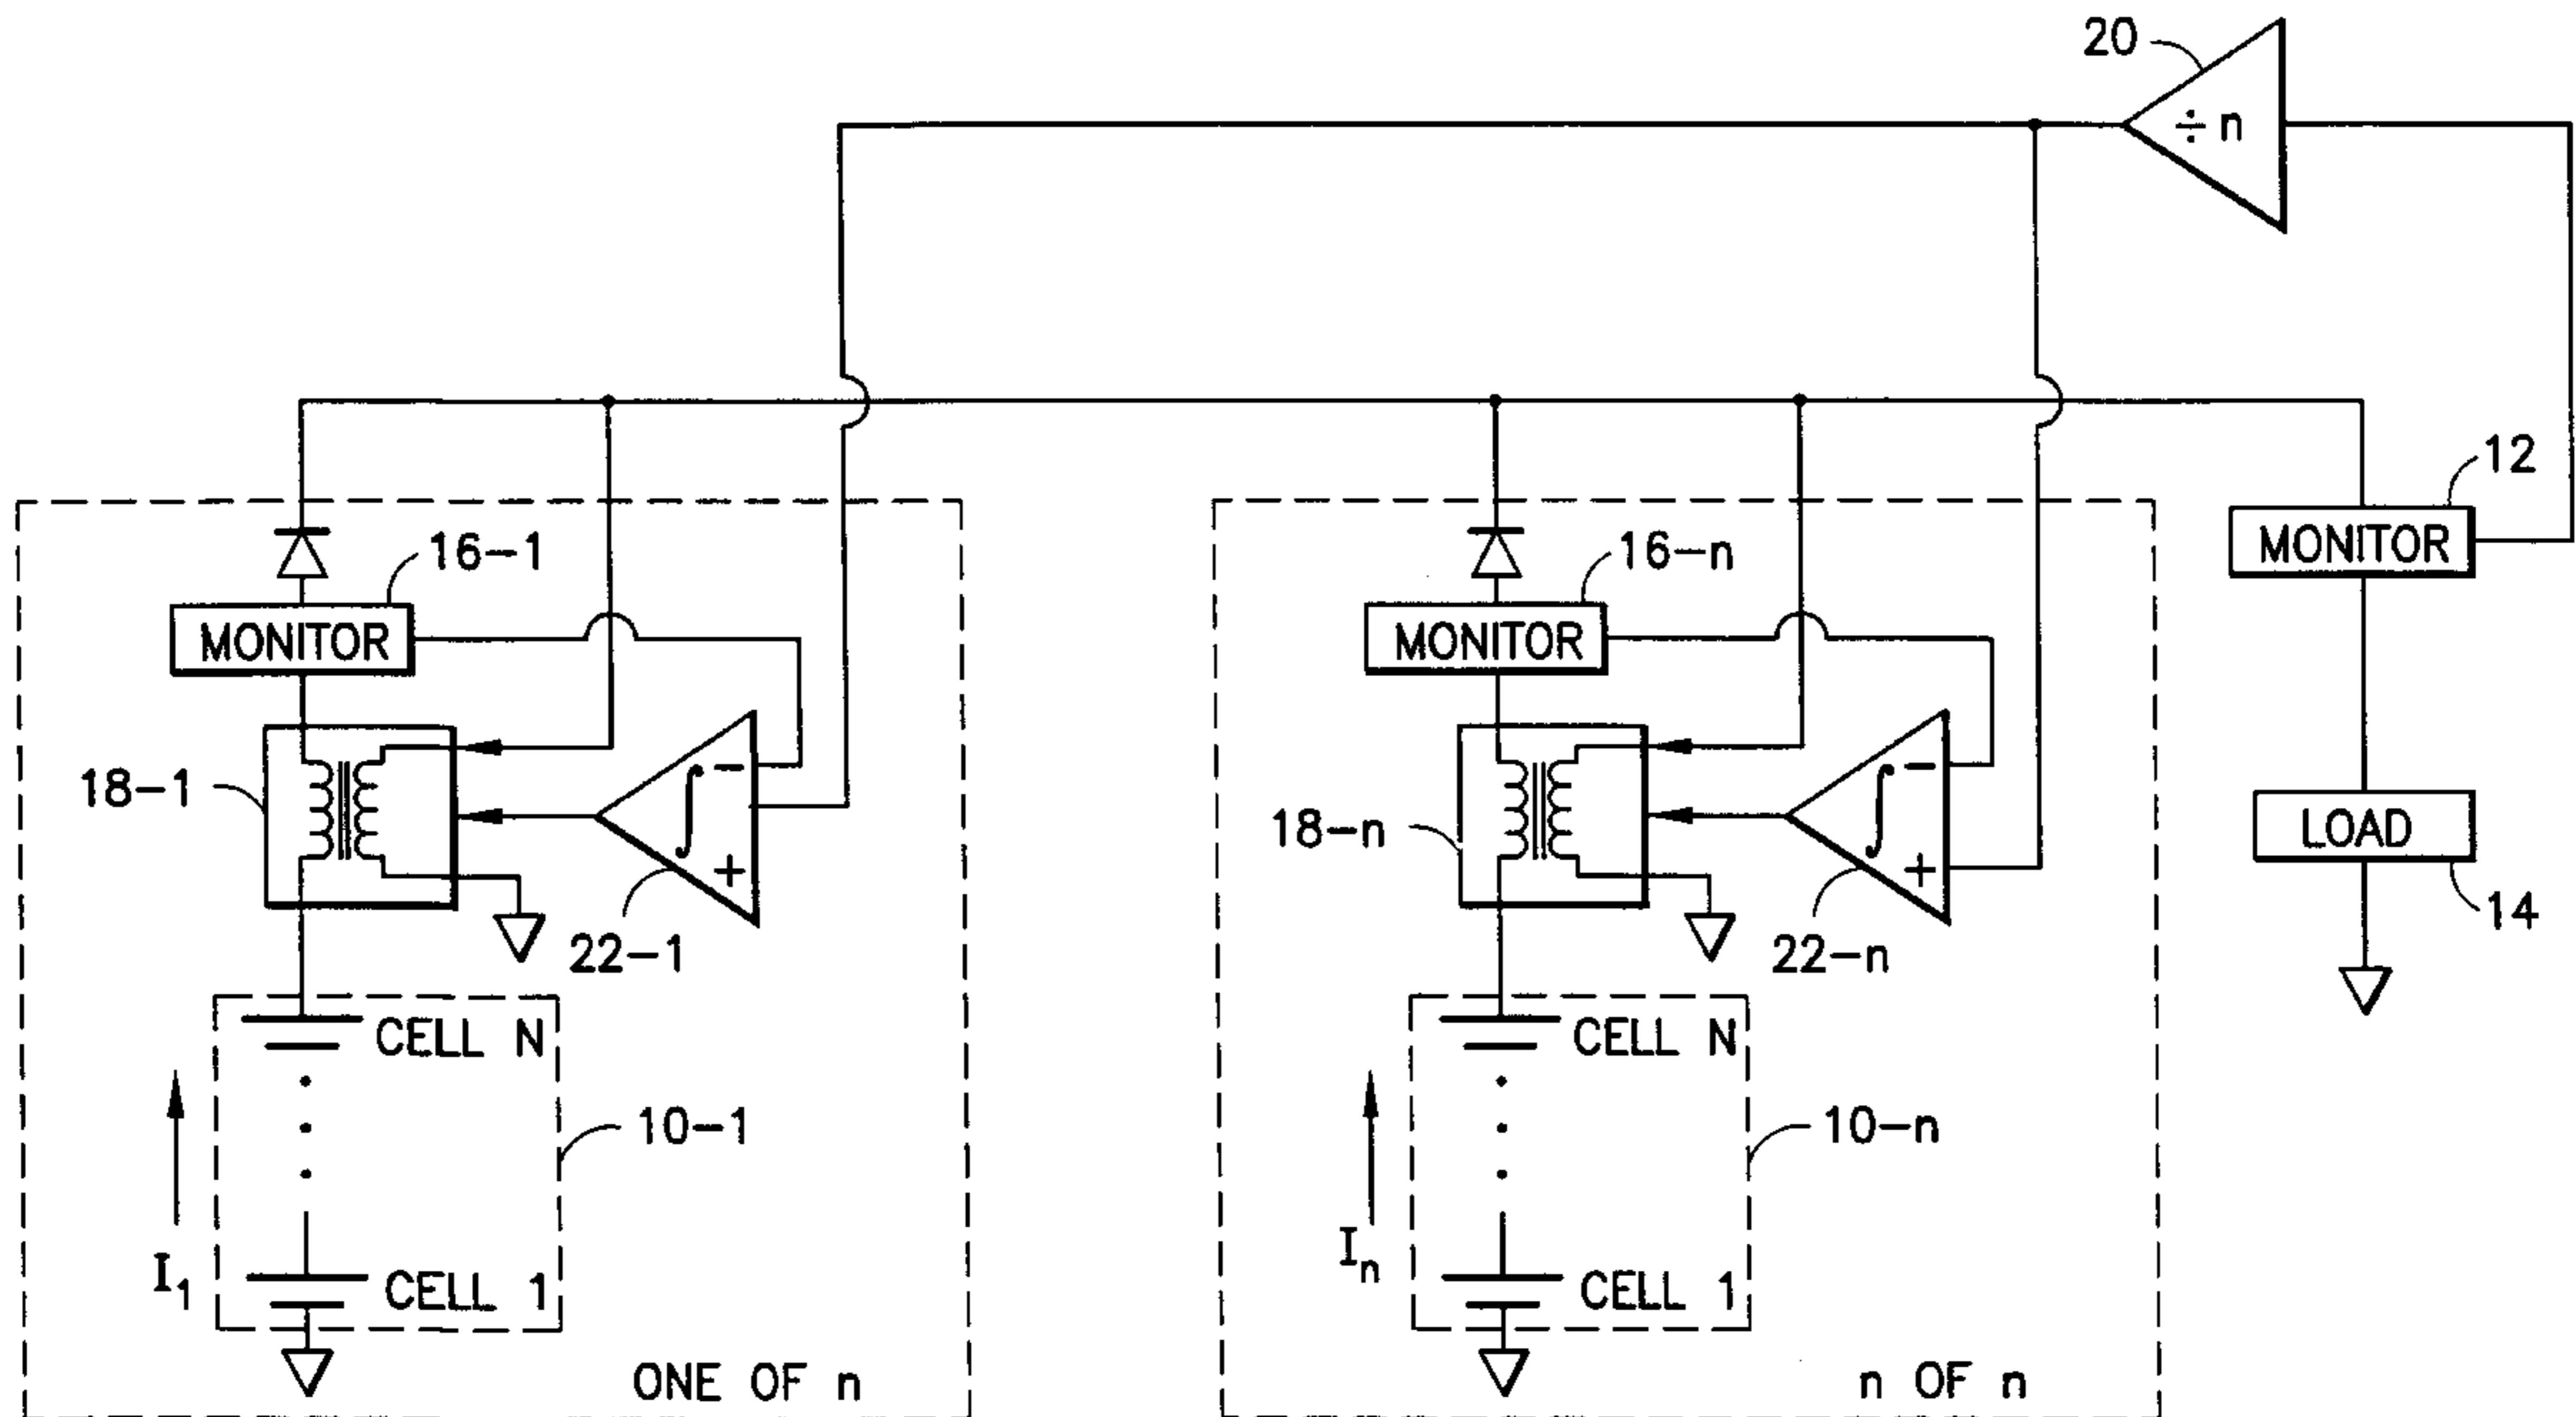 20
÷ n
12
16-1
16-n
MONITOR
MONITOR
MONITOR
18-1
∫ − +
18-n
∫ − +
LOAD
14
22-1
22-n
CELL N
CELL N
10-1
10-n
I₁
Iₙ
CELL 1
CELL 1
ONE OF n
n OF n